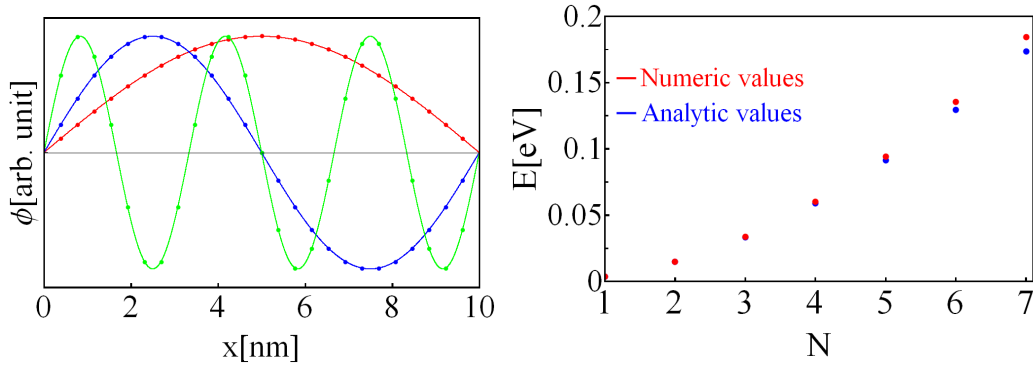 ϕ[arb. unit]
0 2 4 6 8 10
x[nm]
E[eV]
0.2
0.15
0.1
0.05
0
Numeric values
Analytic values
1 2 3 4 5 6 7
N